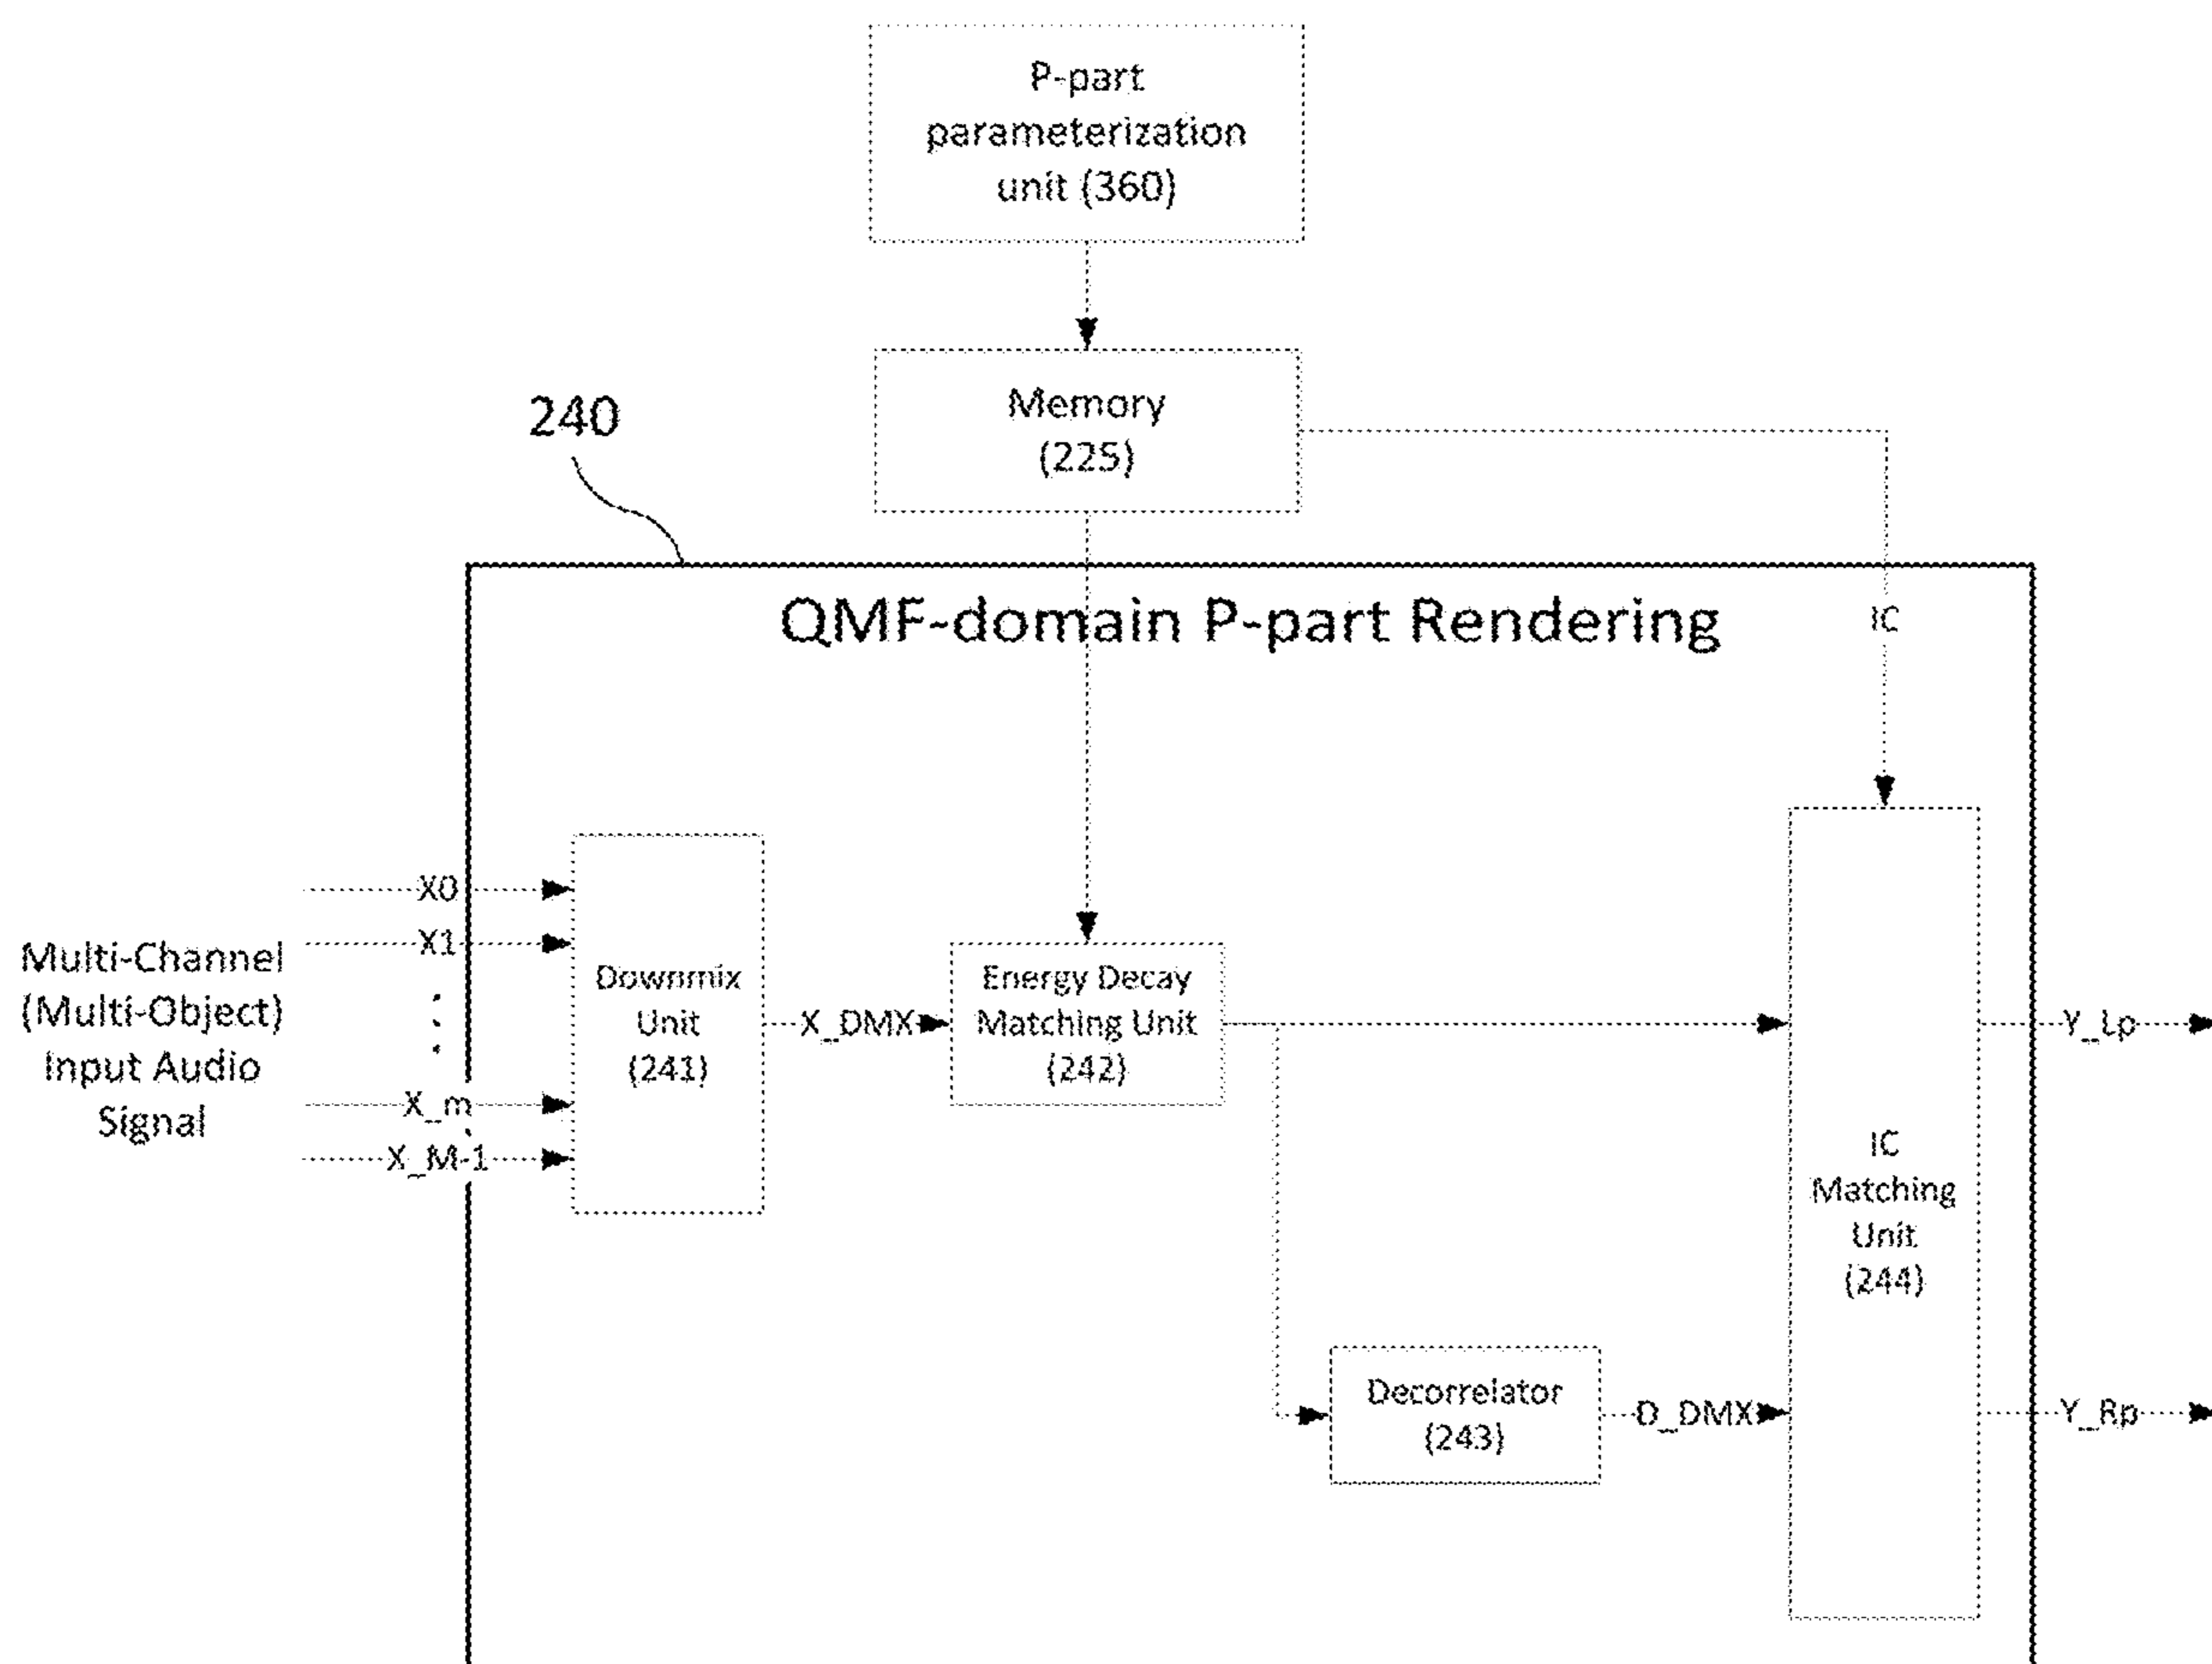 P-part
parameterization
unit (360)
Memory
(225)
240
QMF-domain P-part Rendering
IC
Multi-Channel
(Multi-Object)
Input Audio
Signal
X0
X1
X_m
X_M-1
Downmix
Unit
(241)
X_DMX
Energy Decay
Matching Unit
(242)
Decorrelator
(243)
D_DMX
IC
Matching
Unit
(244)
Y_Lp
Y_Rp